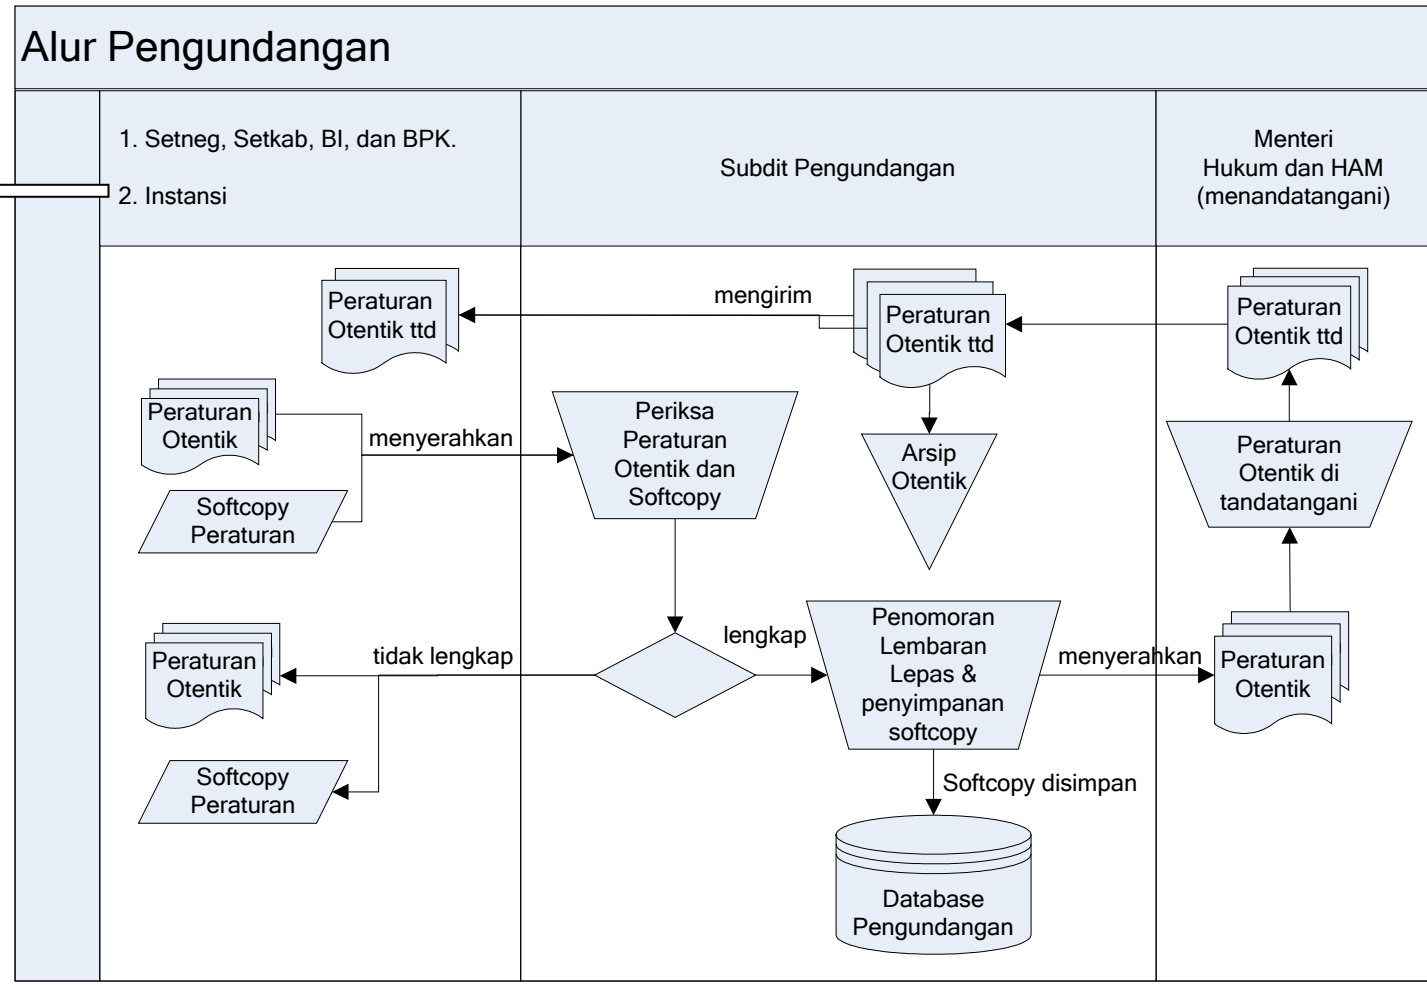 Alur Pengundangan
1. Setneg, Setkab, BI, dan BPK.
2. Instansi
Subdit Pengundangan
Menteri
Hukum dan HAM
(menandatangani)
Peraturan
Otentik ttd
mengirim
Peraturan
Otentik ttd
Peraturan
Otentik ttd
Peraturan
Otentik
menyerahkan
Periksa
Peraturan
Otentik dan
Softcopy
Arsip
Otentik
Peraturan
Otentik di
tandatangani
Softcopy
Peraturan
Peraturan
Otentik
tidak lengkap
lengkap
Penomoran
Lembaran
Lepas &
penyimpanan
softcopy
menyerahkan
Peraturan
Otentik
Softcopy
Peraturan
Softcopy disimpan
Database
Pengundangan